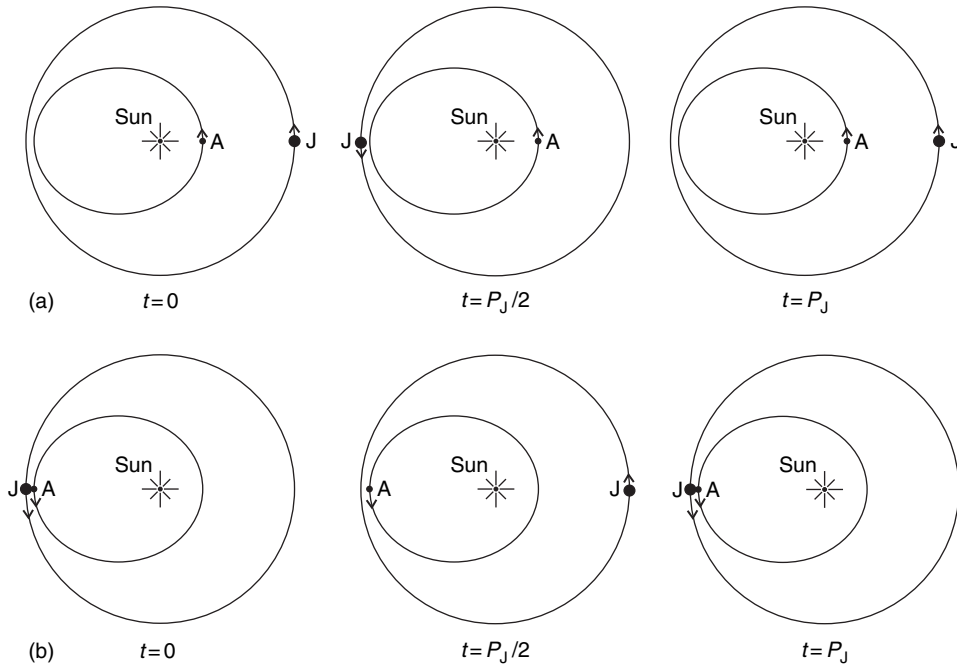 Sun A J
J Sun A
Sun A J
(a) t = 0 t = P_J/2 t = P_J
J A Sun
A Sun J
J A Sun
(b) t = 0 t = P_J/2 t = P_J